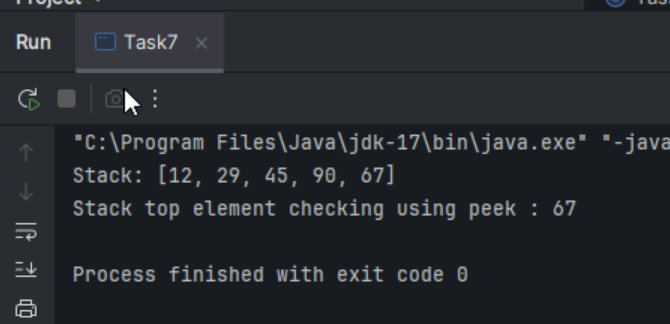 Project
Run Task7
"C:\Program Files\Java\jdk-17\bin\java.exe" "-java
Stack: [12, 29, 45, 90, 67]
Stack top element checking using peek : 67
Process finished with exit code 0